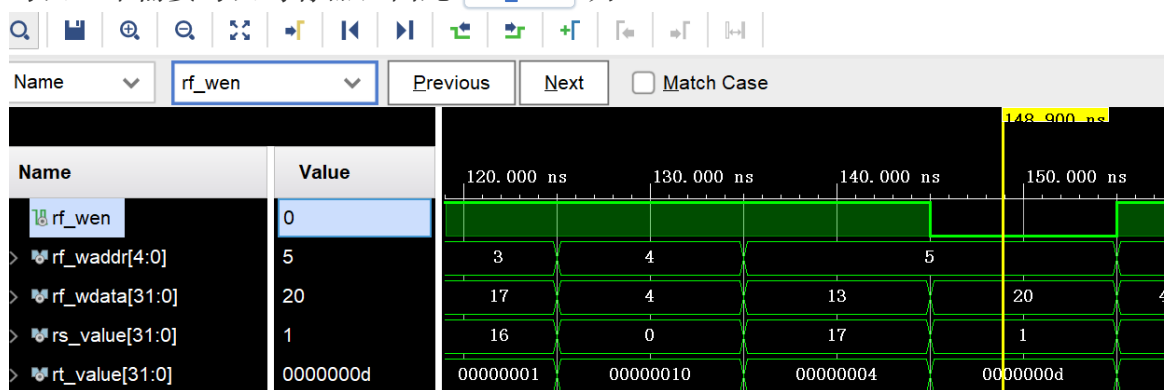 Name rf_wen Previous Next Match Case
148.900 ns
Name Value 120.000 ns 130.000 ns 140.000 ns 150.000 ns
rf_wen 0
rf_waddr[4:0] 5 3 4 5
rf_wdata[31:0] 20 17 4 13 20 4
rs_value[31:0] 1 16 0 17 1
rt_value[31:0] 0000000d 00000001 00000010 00000004 0000000d